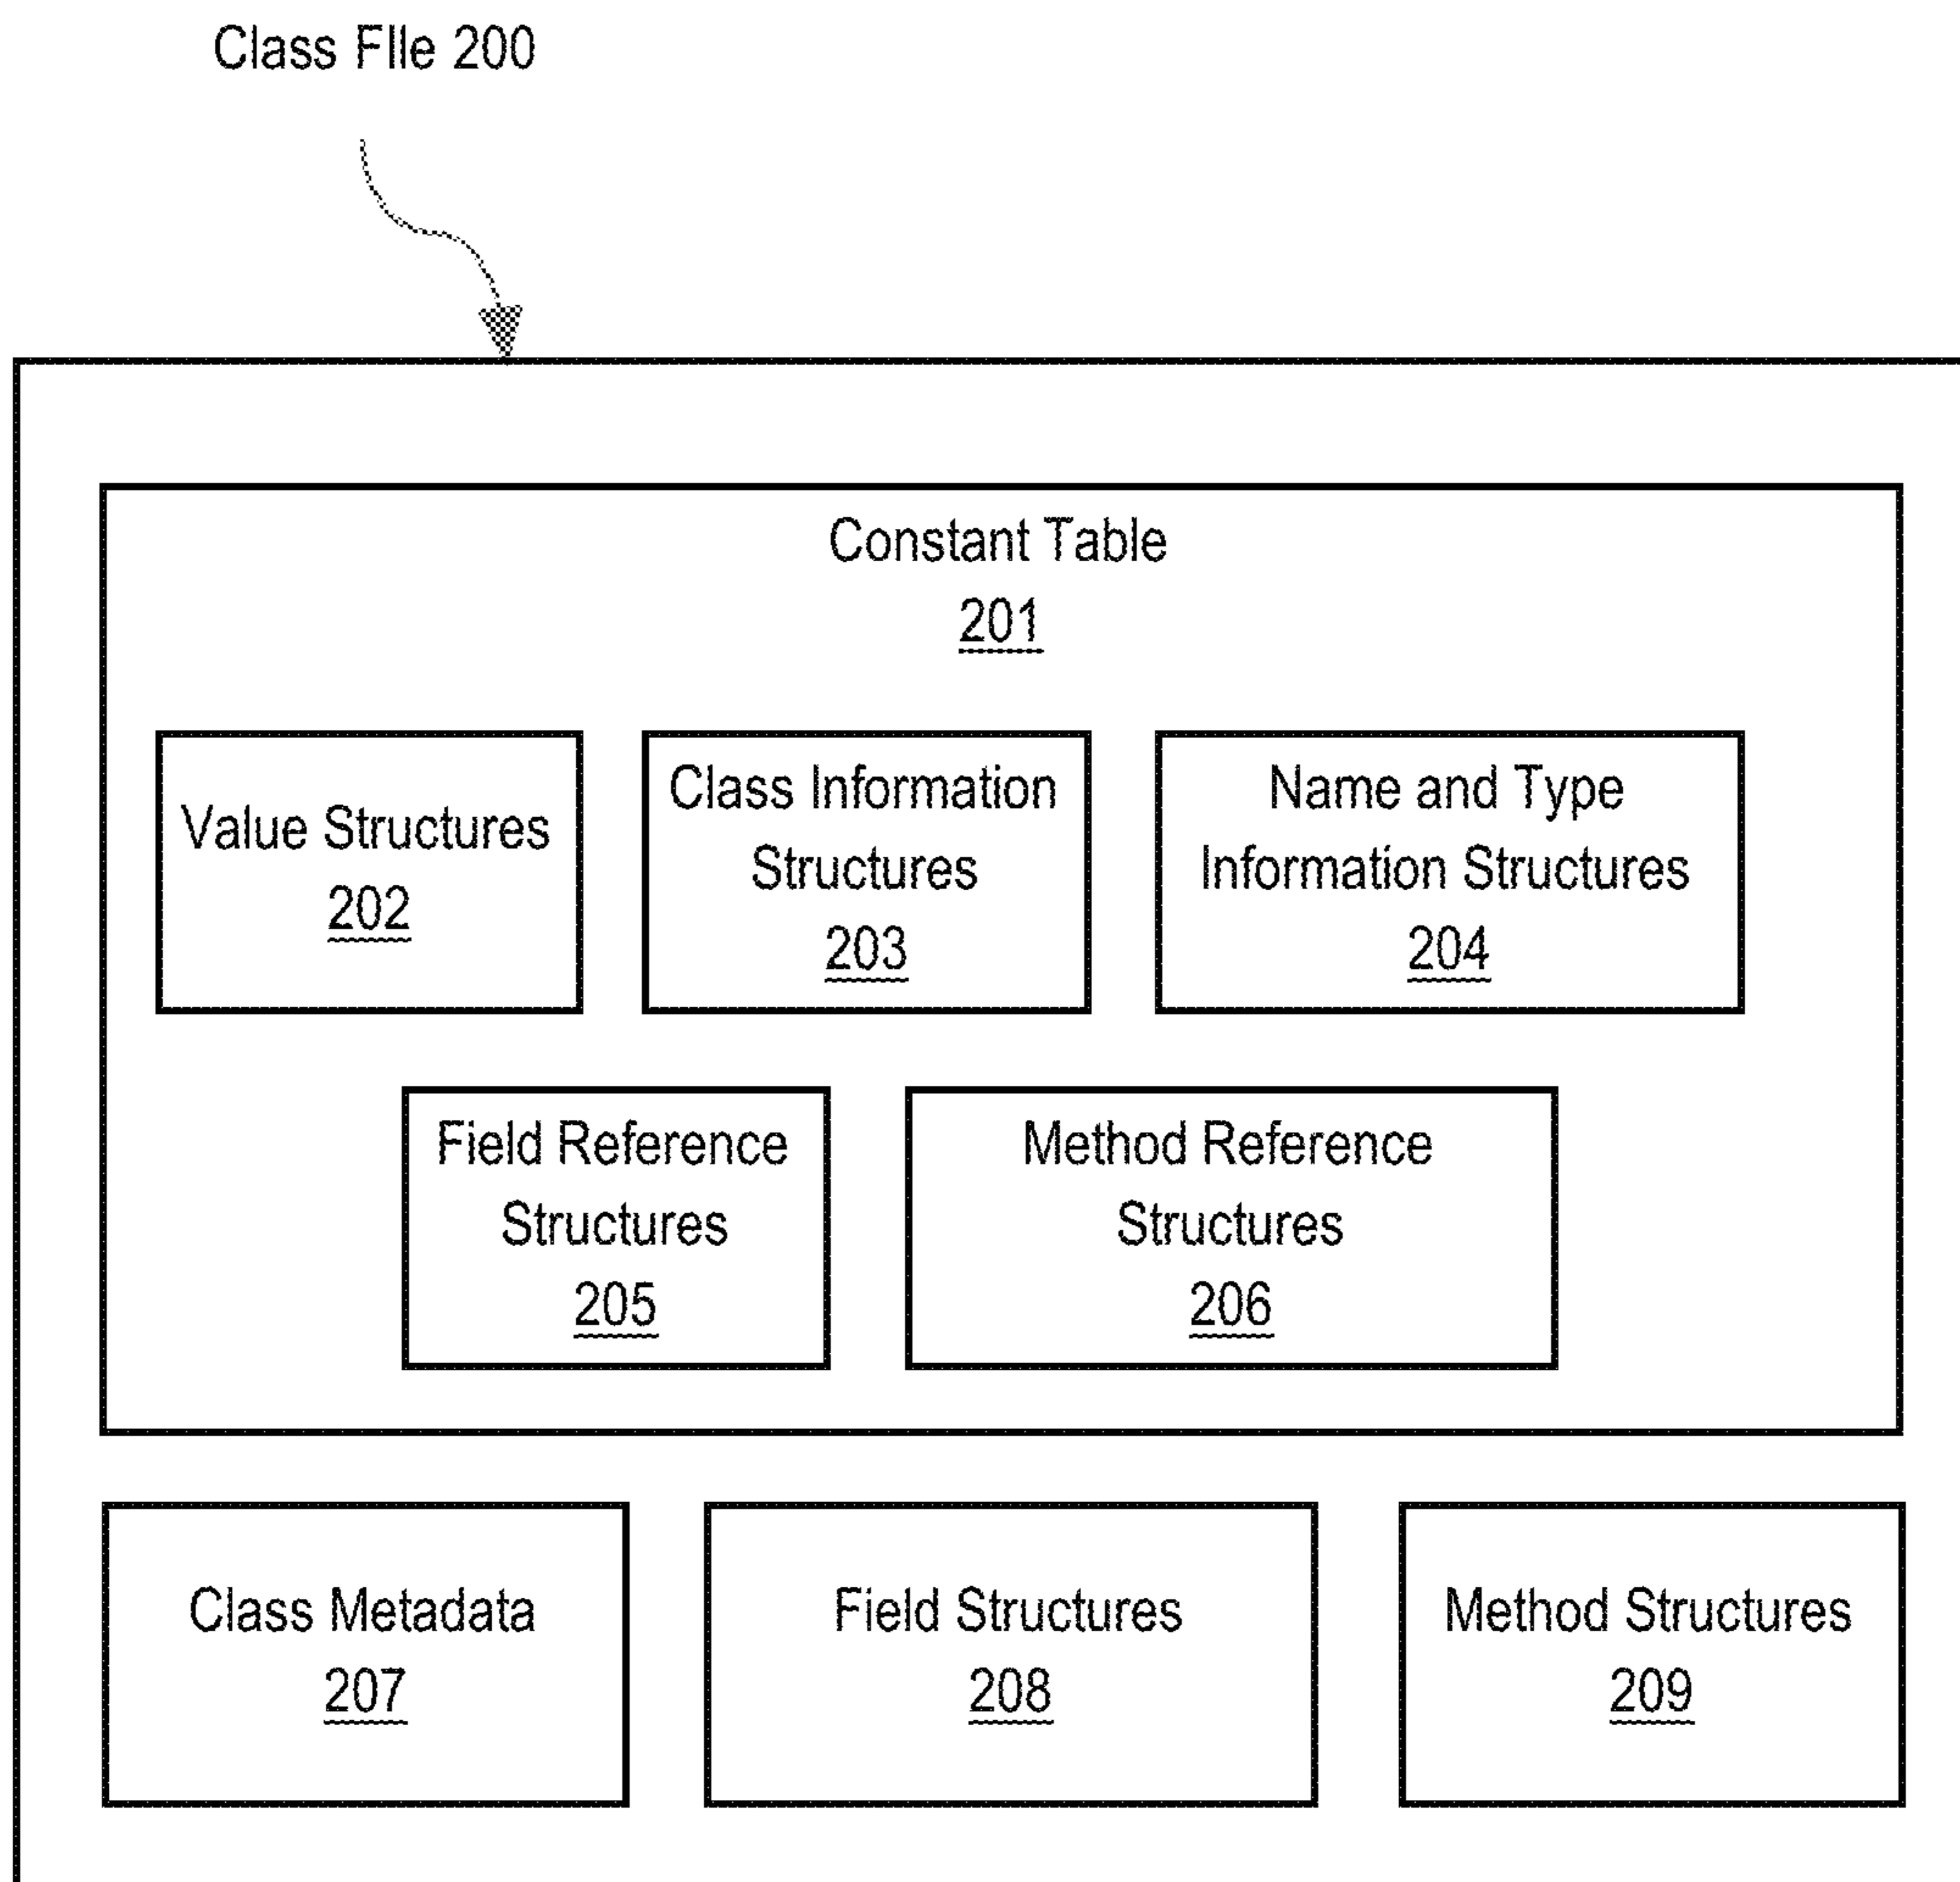 Class FIle 200
Constant Table
201
Value Structures
202
Class Information
Structures
203
Name and Type
Information Structures
204
Field Reference
Structures
205
Method Reference
Structures
206
Class Metadata
207
Field Structures
208
Method Structures
209